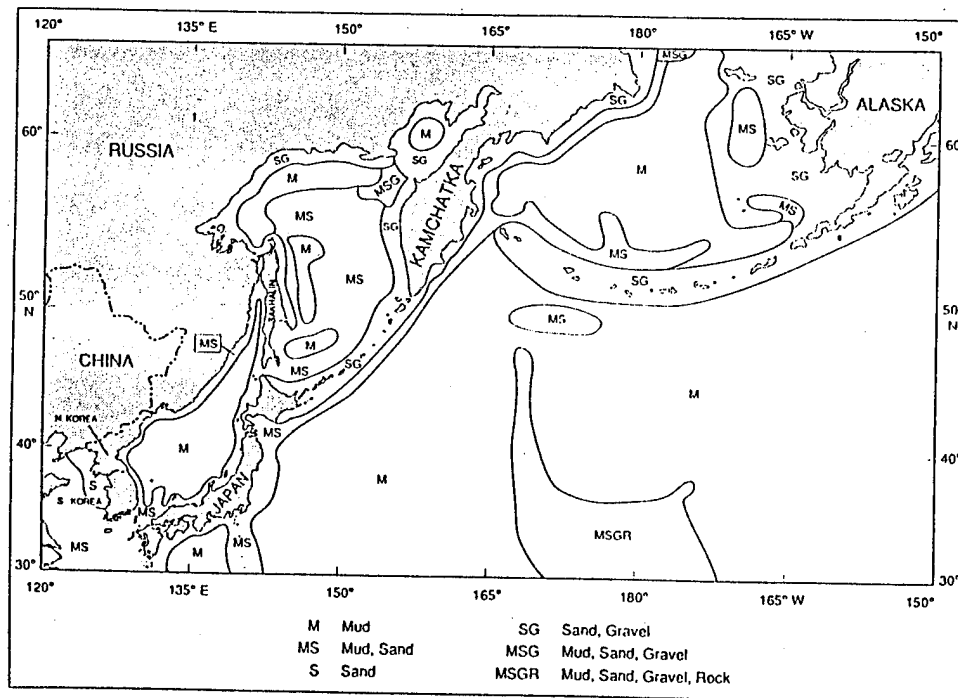 120° 135° E 150° 165° 180° 165° W 150°
MSG
SG
SG
ALASKA
M
MS
60°
60°
RUSSIA
SG
SG
M
MSG
M
SG
KAMCHATKA
MS
SG
MS
M
MS
MS
SG
50°
N
50°
N
SAKHALIN
MS
MS
CHINA
M
MS
SG
M
N KOREA
MS
40°
40°
M
M
S
S KOREA
JAPAN
MS
MSGR
MS
M
MS
30°
30°
120° 135° E 150° 165° 180° 165° W 150°
M Mud
SG Sand, Gravel
MS Mud, Sand
MSG Mud, Sand, Gravel
S Sand
MSGR Mud, Sand, Gravel, Rock